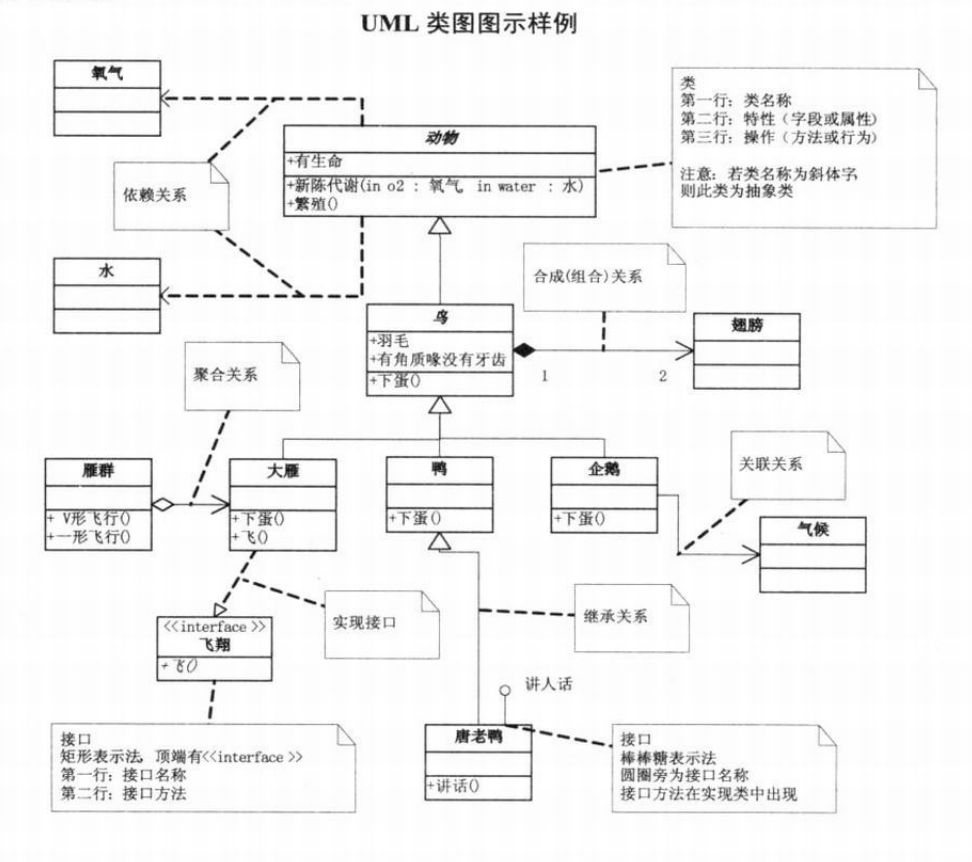 UML 类图图示样例
氧气
动物
+有生命
+新陈代谢(in o2 : 氧气, in water : 水)
+繁殖()
类
第一行：类名称
第二行：特性（字段或属性）
第三行：操作（方法或行为）
注意：若类名称为斜体字
则此类为抽象类
依赖关系
水
合成(组合)关系
鸟
+羽毛
+有角质喙没有牙齿
+下蛋()
1
2
翅膀
聚合关系
雁群
+ V形飞行()
+一形飞行()
大雁
+下蛋()
+飞()
鸭
+下蛋()
企鹅
+下蛋()
关联关系
气候
实现接口
继承关系
<<interface >>
飞翔
+飞()
讲人话
接口
矩形表示法，顶端有<<interface >>
第一行：接口名称
第二行：接口方法
唐老鸭
+讲话()
接口
棒棒糖表示法
圆圈旁为接口名称
接口方法在实现类中出现